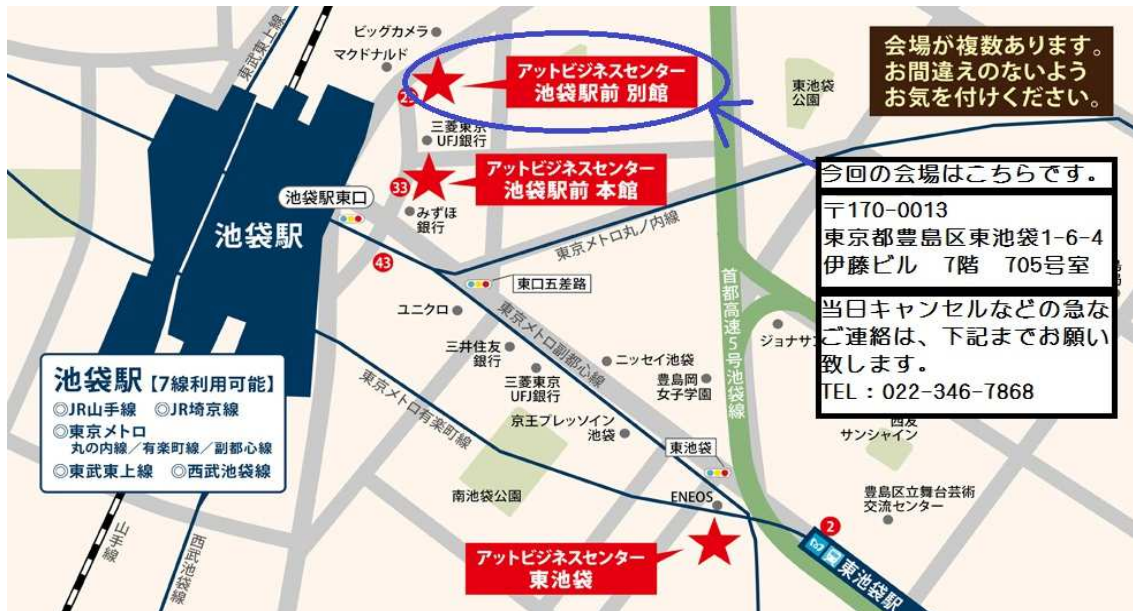 ビッグカメラ
マクドナルド
東武東上線
アットビジネスセンター
池袋駅前 別館
会場が複数あります。
お間違えのないよう
お気を付けください。
東池袋
公園
三菱東京
UFJ銀行
アットビジネスセンター
池袋駅前 本館
33
みずほ
銀行
池袋駅東口
池袋駅
43
東京メトロ丸ノ内線
今回の会場はこちらです。
〒170-0013
東京都豊島区東池袋1-6-4
伊藤ビル 7階 705号室
当日キャンセルなどの急な
ご連絡は、下記までお願い
致します。
TEL：022-346-7868
東口五差路
ユニクロ
首都高速5号池袋線
ジョナサン
三井住友
銀行
東京メトロ副都心線
ニッセイ池袋
三菱東京
UFJ銀行
豊島岡
女子学園
池袋駅【7線利用可能】
◎JR山手線 ◎JR埼京線
◎東京メトロ
丸の内線／有楽町線／副都心線
◎東武東上線 ◎西武池袋線
東京メトロ有楽町線
京王プレッソイン
池袋
東池袋
西友
サンシャイン
南池袋公園
ENEOS
豊島区立舞台芸術
交流センター
2
東池袋駅
アットビジネスセンター
東池袋
山手線
西武池袋線